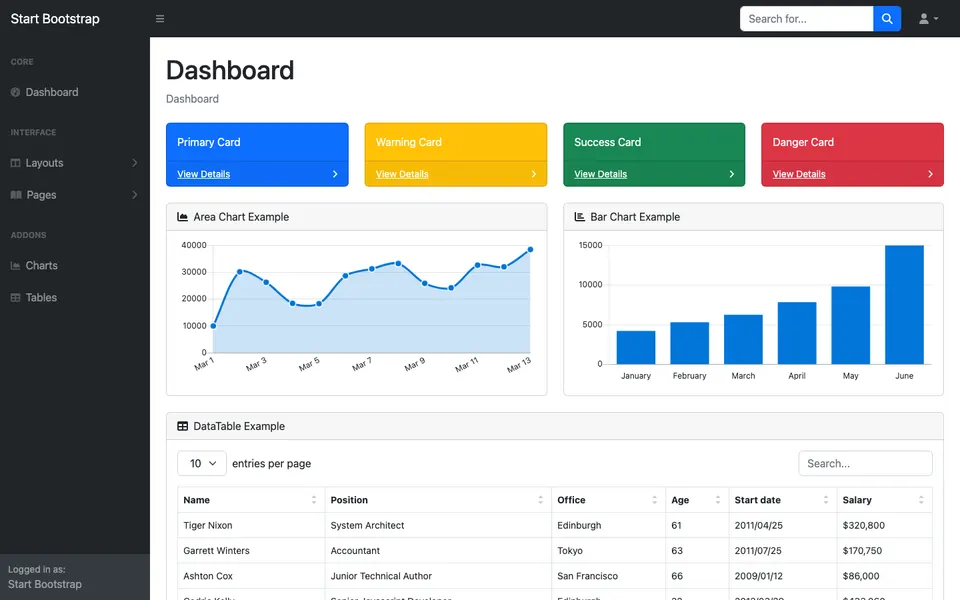 Start Bootstrap
Search for...
CORE
Dashboard
INTERFACE
Layouts
Pages
ADDONS
Charts
Tables
Logged in as:
Start Bootstrap
Dashboard
Dashboard
Primary Card
View Details
Warning Card
View Details
Success Card
View Details
Danger Card
View Details
Area Chart Example
40000
30000
20000
10000
0
Mar 1 Mar 3 Mar 5 Mar 7 Mar 9 Mar 11 Mar 13
Bar Chart Example
15000
10000
5000
0
January February March April May June
DataTable Example
10 entries per page
Search...
Name Position Office Age Start date Salary
Tiger Nixon System Architect Edinburgh 61 2011/04/25 $320,800
Garrett Winters Accountant Tokyo 63 2011/07/25 $170,750
Ashton Cox Junior Technical Author San Francisco 66 2009/01/12 $86,000